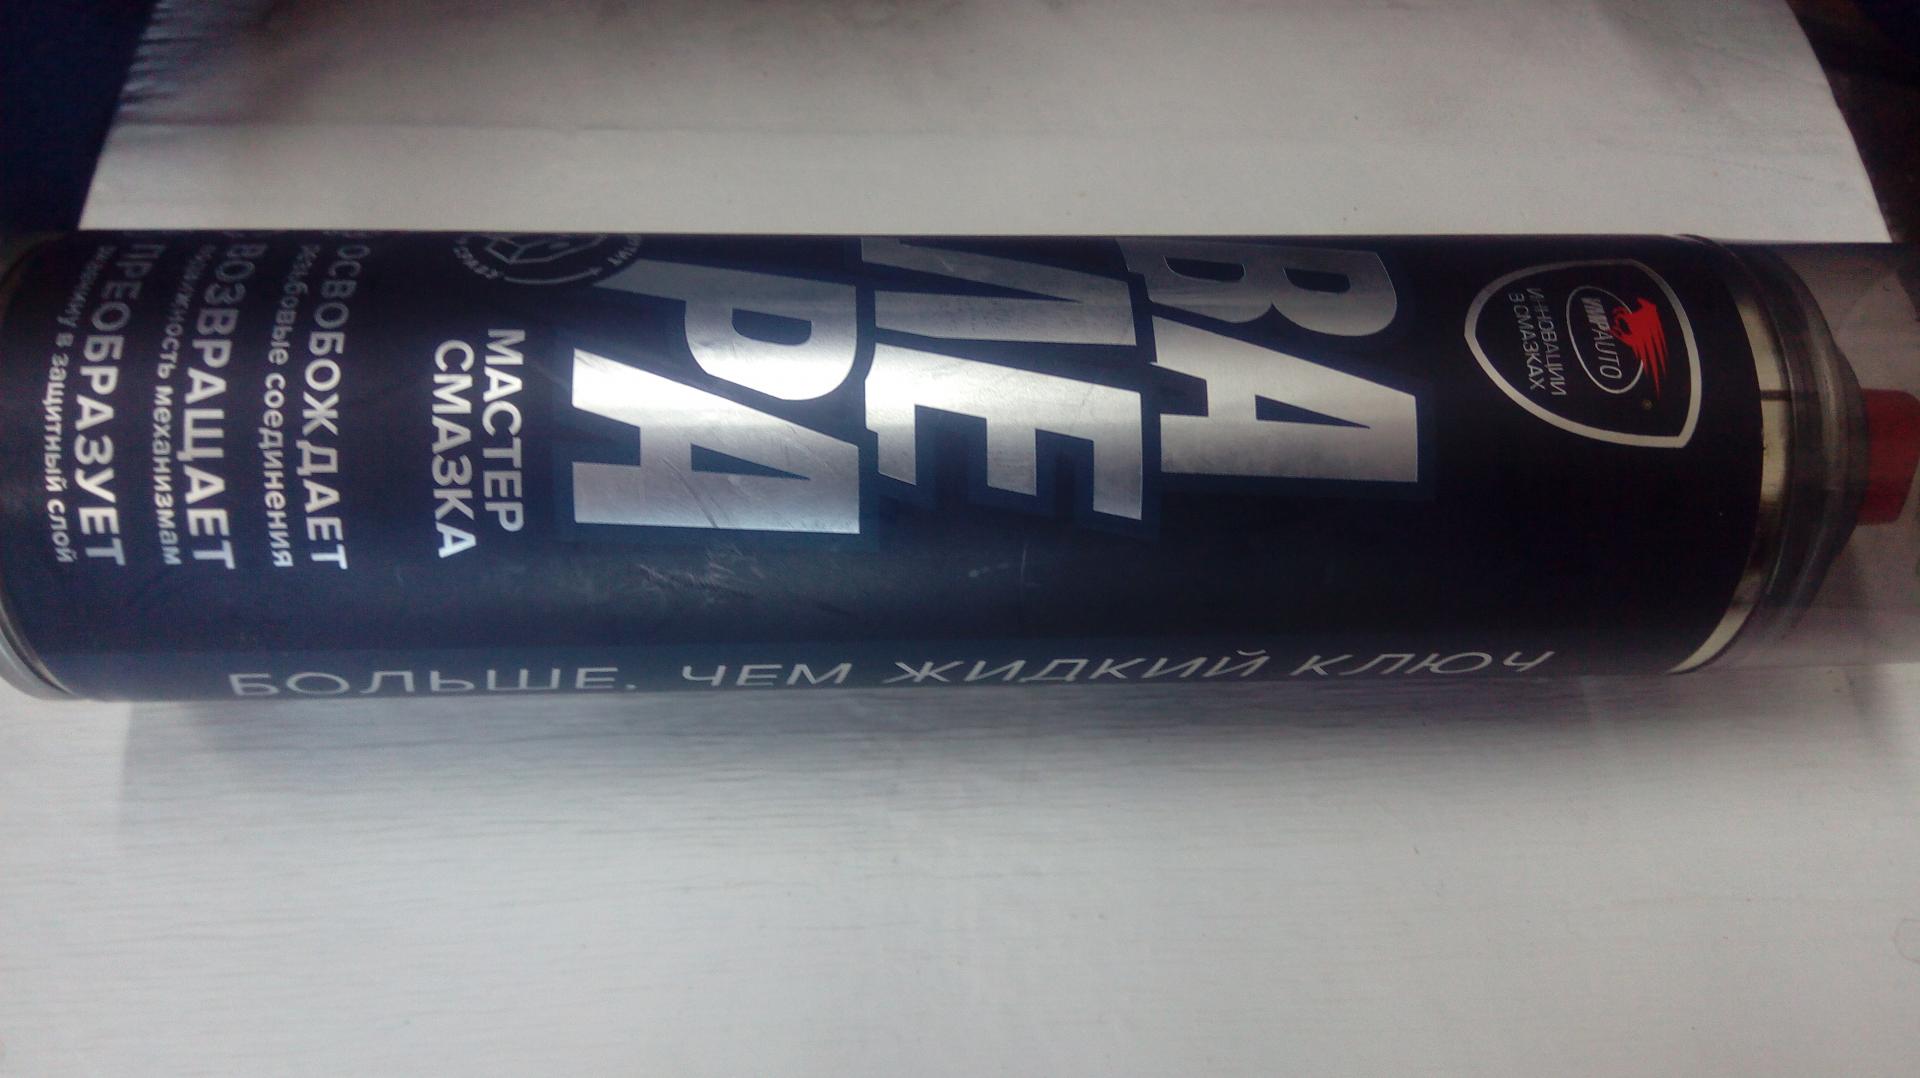 VMPAUTO
ИННОВАЦИИ
В СМАЗКАХ
ВА
ЛЕ
РА
МАСТЕР
СМАЗКА
ОСВОБОЖДАЕТ
резьбовые соединения
ВОЗВРАЩАЕТ
подвижность механизмам
ПРЕОБРАЗУЕТ
ржавчину в защитный слой
БОЛЬШЕ, ЧЕМ ЖИДКИЙ КЛЮЧ